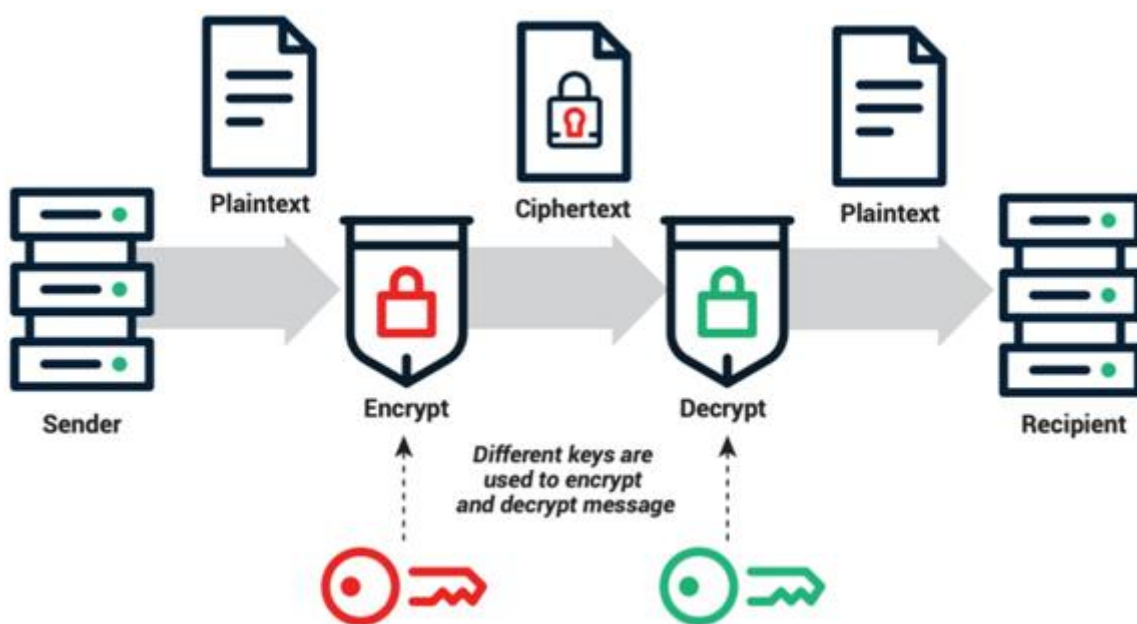 Plaintext
Ciphertext
Plaintext
Sender
Encrypt
Decrypt
Recipient
Different keys are
used to encrypt
and decrypt message